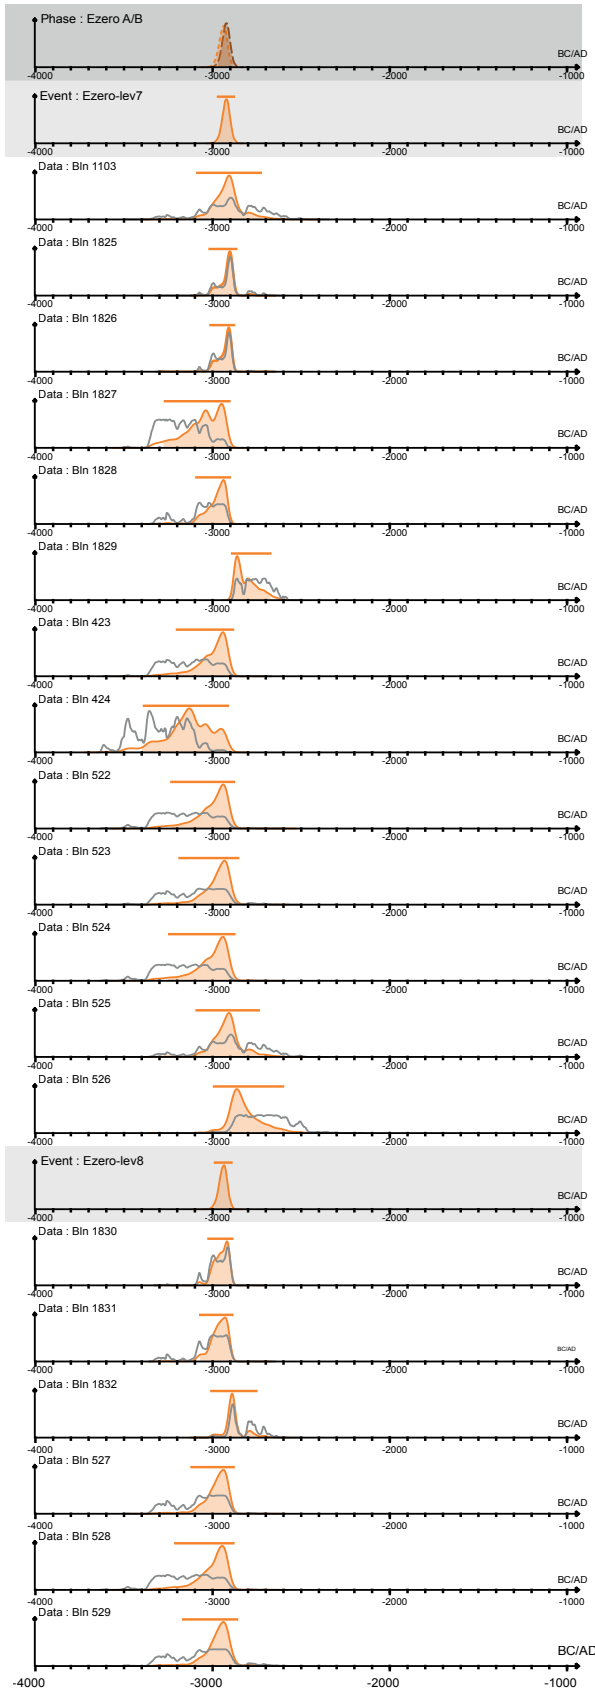 Phase : Ezero A/B
BC/AD
-4000 -3000 -2000 -1000
Event : Ezero-lev7
BC/AD
-4000 -3000 -2000 -1000
Data : Bln 1103
BC/AD
-4000 -3000 -2000 -1000
Data : Bln 1825
BC/AD
-4000 -3000 -2000 -1000
Data : Bln 1826
BC/AD
-4000 -3000 -2000 -1000
Data : Bln 1827
BC/AD
-4000 -3000 -2000 -1000
Data : Bln 1828
BC/AD
-4000 -3000 -2000 -1000
Data : Bln 1829
BC/AD
-4000 -3000 -2000 -1000
Data : Bln 423
BC/AD
-4000 -3000 -2000 -1000
Data : Bln 424
BC/AD
-4000 -3000 -2000 -1000
Data : Bln 522
BC/AD
-4000 -3000 -2000 -1000
Data : Bln 523
BC/AD
-4000 -3000 -2000 -1000
Data : Bln 524
BC/AD
-4000 -3000 -2000 -1000
Data : Bln 525
BC/AD
-4000 -3000 -2000 -1000
Data : Bln 526
BC/AD
-4000 -3000 -2000 -1000
Event : Ezero-lev8
BC/AD
-4000 -3000 -2000 -1000
Data : Bln 1830
BC/AD
-4000 -3000 -2000 -1000
Data : Bln 1831
BC/AD
-4000 -3000 -2000 -1000
Data : Bln 1832
BC/AD
-4000 -3000 -2000 -1000
Data : Bln 527
BC/AD
-4000 -3000 -2000 -1000
Data : Bln 528
BC/AD
-4000 -3000 -2000 -1000
Data : Bln 529
BC/AD
-4000 -3000 -2000 -1000